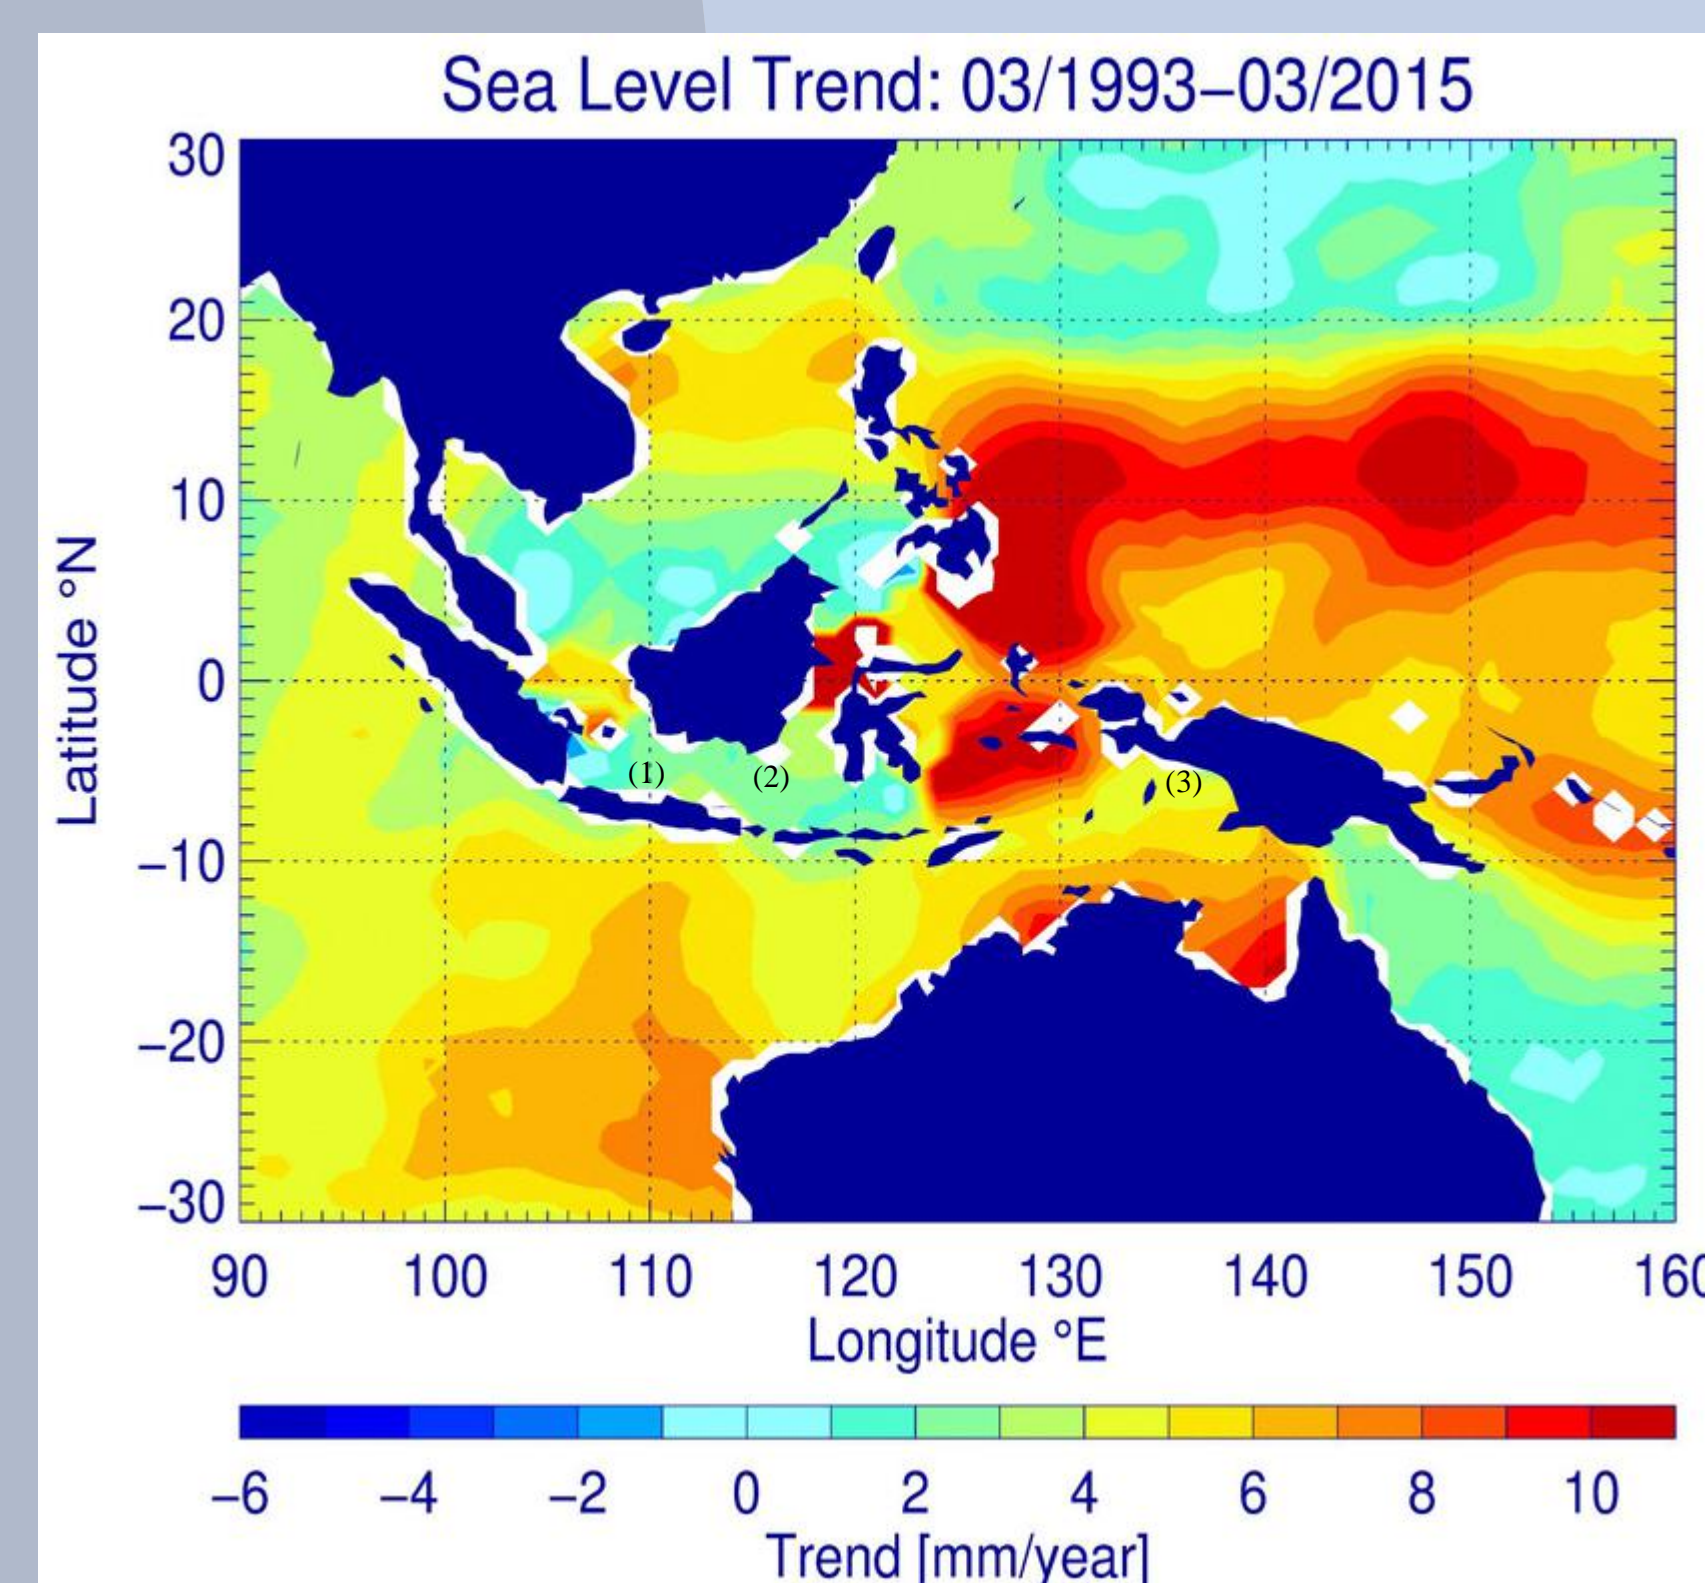 Sea Level Trend: 03/1993–03/2015
30
20
10
0
–10
–20
–30
Latitude °N
(1)
(2)
(3)
90 100 110 120 130 140 150 160
Longitude °E
–6 –4 –2 0 2 4 6 8 10
Trend [mm/year]